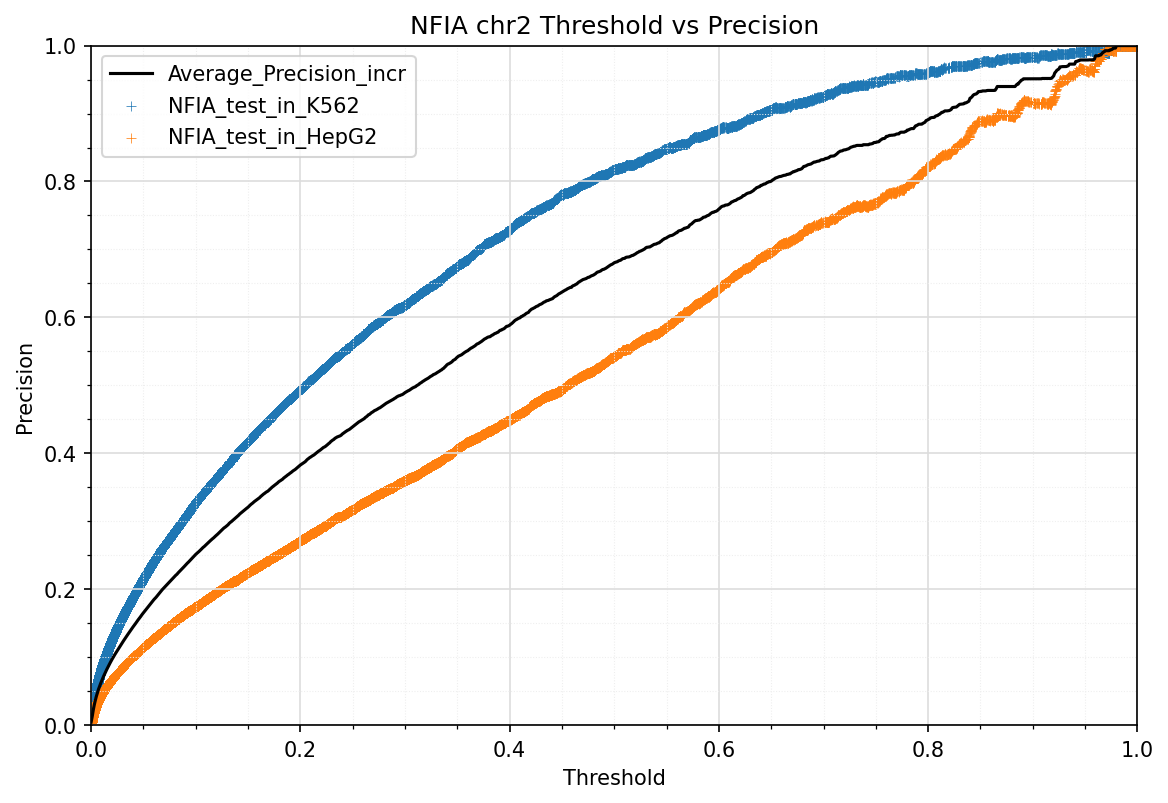 NFIA chr2 Threshold vs Precision
Average_Precision_incr
NFIA_test_in_K562
NFIA_test_in_HepG2
Precision
1.0
0.8
0.6
0.4
0.2
0.0
0.0 0.2 0.4 0.6 0.8 1.0
Threshold